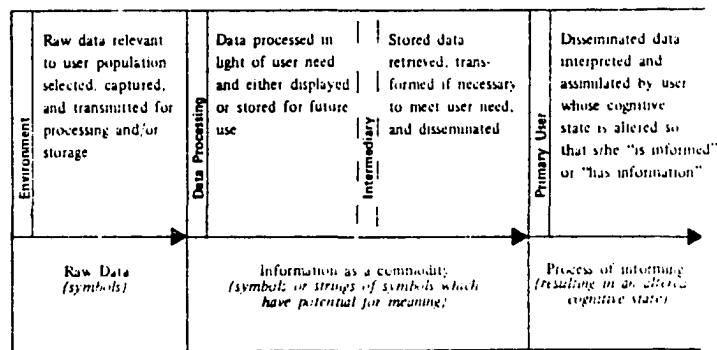 Environment
Raw data relevant
to user population
selected, captured,
and transmitted for
processing and/or
storage
Data Processing
Data processed in
light of user need
and either displayed
or stored for future
use
Intermediary
Stored data
retrieved, trans-
formed if necessary
to meet user need,
and disseminated
Primary User
Disseminated data
interpreted and
assimilated by user
whose cognitive
state is altered so
that s/he "is informed"
or "has information"
Raw Data
(symbols)
Information as a commodity
(symbols or strings of symbols which
have potential for meaning)
Process of informing
(resulting in an altered
cognitive state)